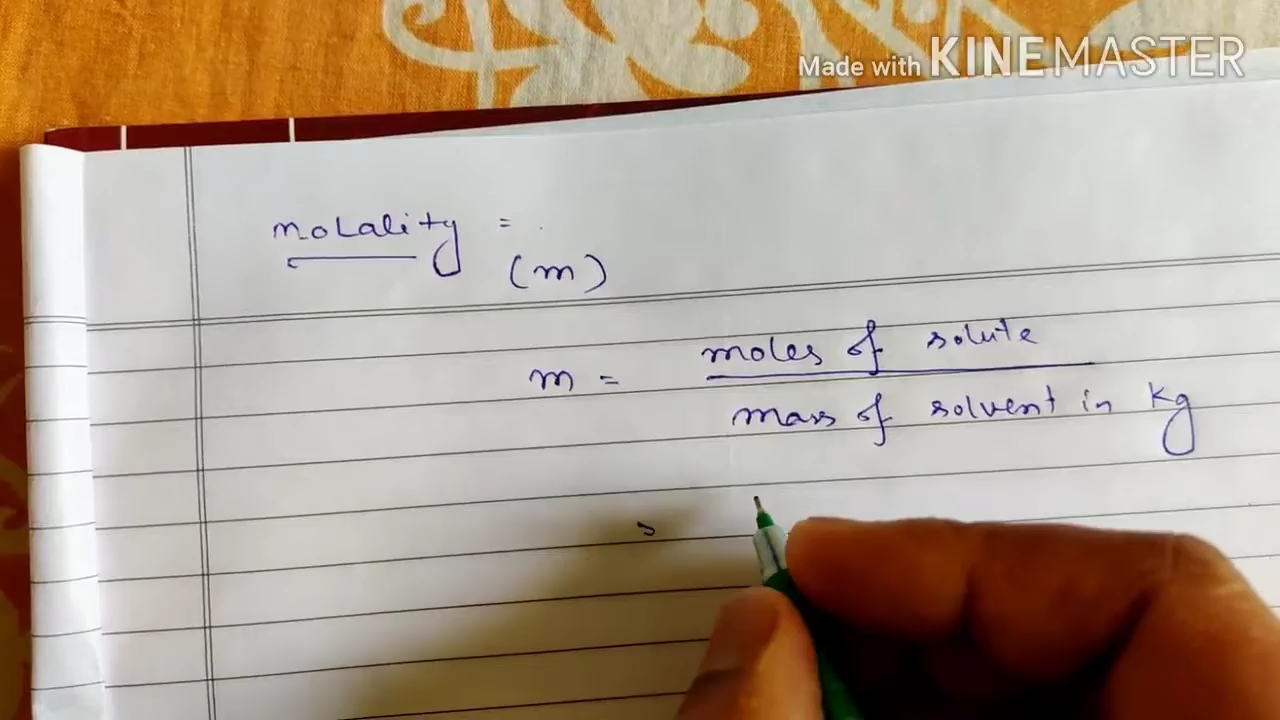 Made with KINEMASTER
moLality =
(m)
m = moles of solute
mass of solvent in kg